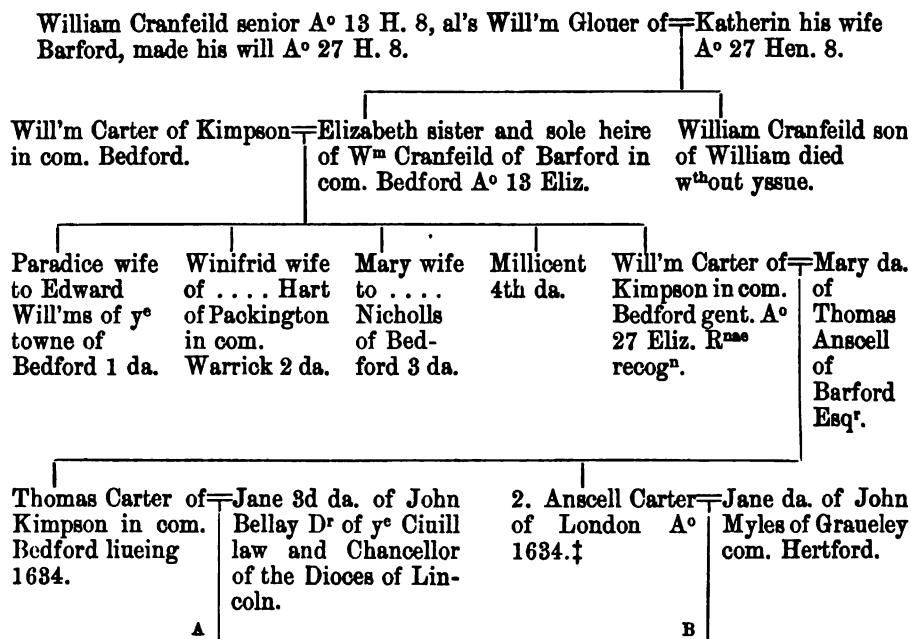 William Cranfeild senior Aº 13 H. 8, al's Will'm Glouer of
Barford, made his will Aº 27 H. 8.
Katherin his wife
Aº 27 Hen. 8.
Will'm Carter of Kimpson
in com. Bedford.
Elizabeth sister and sole heire
of Wᵐ Cranfeild of Barford in
com. Bedford Aº 13 Eliz.
William Cranfeild son
of William died
wᵗʰout yssue.
Paradice wife
to Edward
Will'ms of yᵉ
towne of
Bedford 1 da.
Winifrid wife
of .... Hart
of Packington
in com.
Warrick 2 da.
Mary wife
to ....
Nicholls
of Bed-
ford 3 da.
Millicent
4th da.
Will'm Carter of
Kimpson in com.
Bedford gent. Aº
27 Eliz. Rⁿᵃᵉ
recogⁿ.
Mary da.
of
Thomas
Anscell
of
Barford
Esqʳ.
Thomas Carter of
Kimpson in com.
Bedford liueing
1634.
Jane 3d da. of John
Bellay Dʳ of yᵉ Ciuill
law and Chancellor
of the Dioces of Lin-
coln.
2. Anscell Carter
of London Aº
1634.‡
Jane da. of John
Myles of Graueley
com. Hertford.
A
B